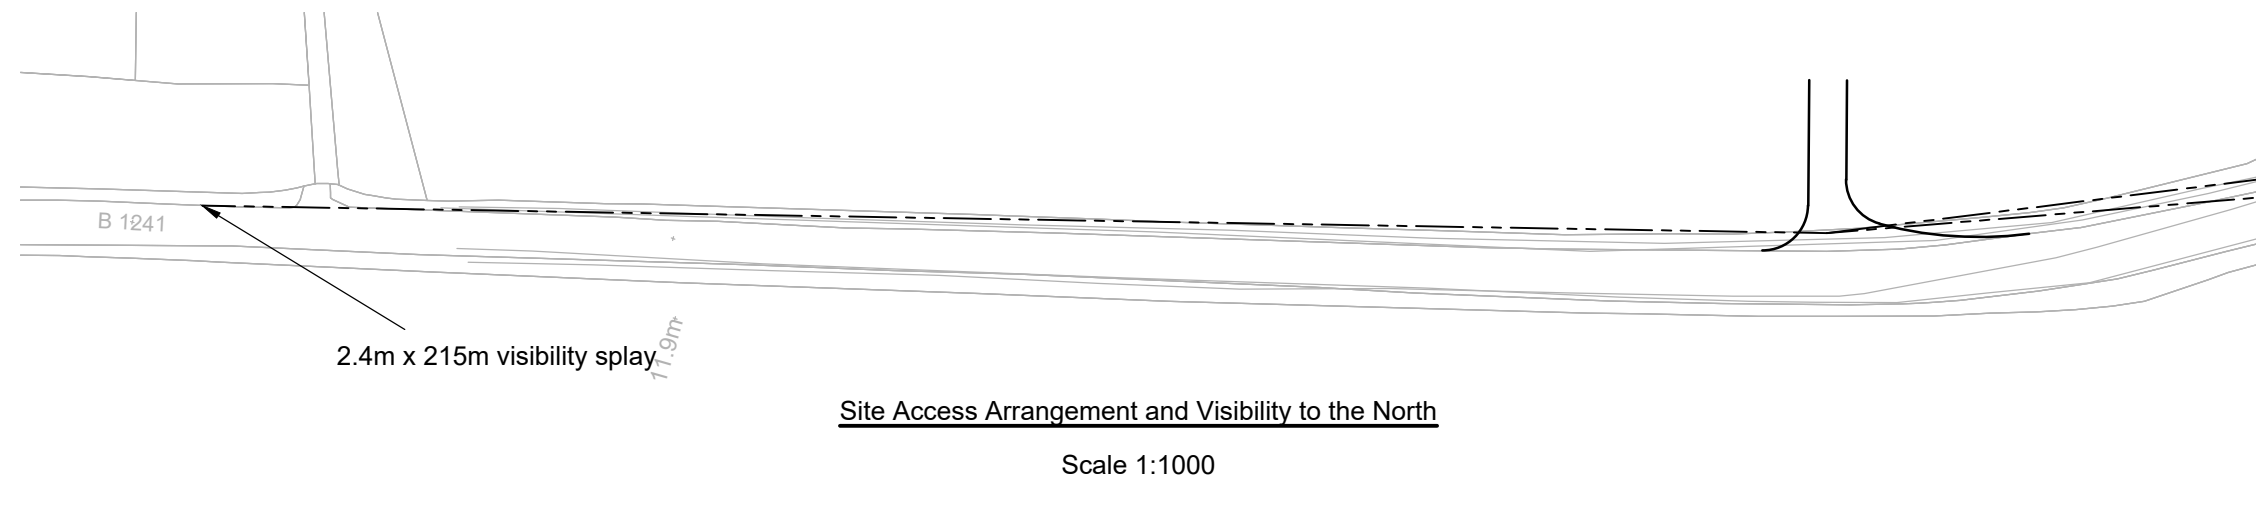 B 1241
2.4m x 215m visibility splay
11.9m
Site Access Arrangement and Visibility to the North
Scale 1:1000